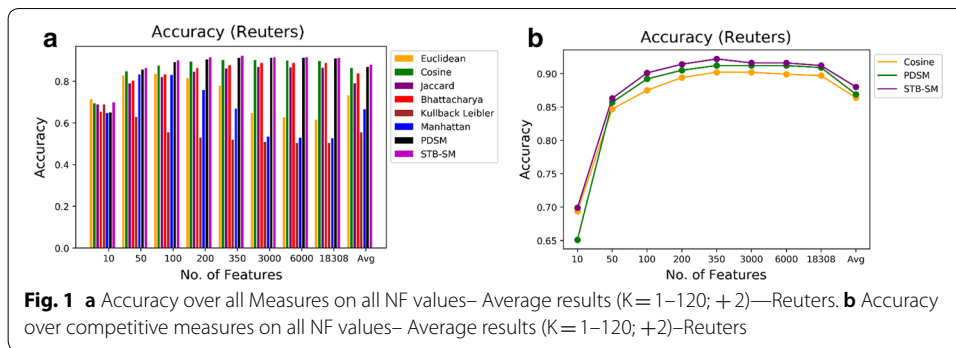 a
Accuracy (Reuters)
Accuracy
0.8
0.6
0.4
0.2
0.0
10 50 100 200 350 3000 6000 18308 Avg
No. of Features
Euclidean
Cosine
Jaccard
Bhattacharya
Kullback Leibler
Manhattan
PDSM
STB-SM
b
Accuracy (Reuters)
Accuracy
0.90
0.85
0.80
0.75
0.70
0.65
10 50 100 200 350 3000 6000 18308 Avg
No. of Features
Cosine
PDSM
STB-SM
Fig. 1 a Accuracy over all Measures on all NF values– Average results (K = 1–120; +2)—Reuters. b Accuracy
over competitive measures on all NF values– Average results (K = 1–120; +2)–Reuters